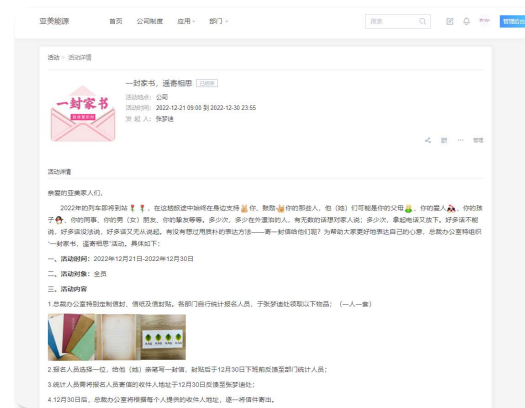 亚美能源 首页 公司制度 应用 部门 搜索 管理后台
活动 > 活动详情
一封家书，遥寄相思 已结束
一封家书
活动地点：公司
活动时间：2022-12-21 09:00 到 2022-12-30 23:55
发 起 人：张梦迪
管理
活动详情
亲爱的亚美家人们，
2022年的列车即将到站，在这趟旅途中始终在身边支持你、鼓励你的那些人，他（她）们可能是你的父母、你的爱人、你的孩
子、你的同事、你的男（女）朋友、你的挚友等等。多少次，多少在外漂泊的人，有无数的话想对家人说；多少次，拿起电话又放下。好多话不能
说、好多话没法说、好多话又无从说起。有没有想过用质朴的表达方法——寄一封信给他们呢？为帮助大家更好地表达自己的心意，总裁办公室特组织
“一封家书，遥寄相思”活动。具体如下：
一、活动时间：2022年12月21日-2022年12月30日
二、活动对象：全员
三、活动内容
1.总裁办公室特别定制信封、信纸及信封贴。各部门自行统计报名人员，于张梦迪处领取以下物品；（一人一套）
2.报名人员选择一位，给他（她）亲笔写一封信，封贴后于12月30日下班前反馈至部门统计人员；
3.统计人员需将报名人员寄信的收件人地址于12月30日反馈至张梦迪处；
4.12月30日后，总裁办公室将根据每个人提供的收件人地址，逐一将信件寄出。